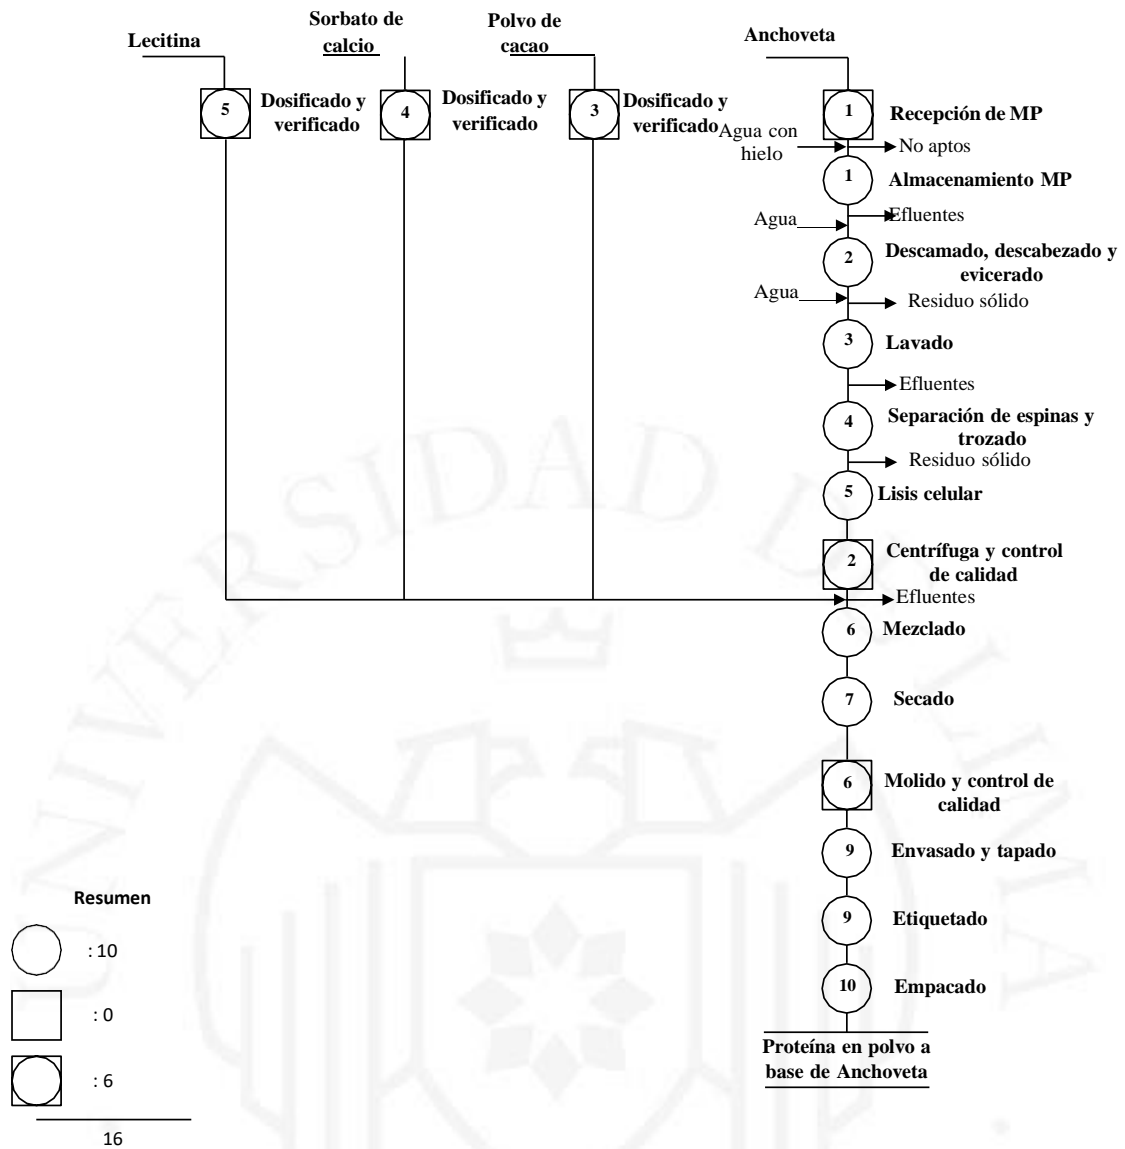 Lecitina
Sorbato de
calcio
Polvo de
cacao
Anchoveta
5
Dosificado y
verificado
4
Dosificado y
verificado
3
Dosificado y
verificado
1
Recepción de MP
Agua con
hielo
No aptos
1
Almacenamiento MP
Efluentes
Agua
2
Descamado, descabezado y
evicerado
Agua
Residuo sólido
3
Lavado
Efluentes
4
Separación de espinas y
trozado
Residuo sólido
5
Lisis celular
2
Centrífuga y control
de calidad
Efluentes
6
Mezclado
7
Secado
6
Molido y control de
calidad
9
Envasado y tapado
9
Etiquetado
10
Empacado
Proteína en polvo a
base de Anchoveta
Resumen
: 10
: 0
: 6
16
UNIVERSIDAD DE LIMA